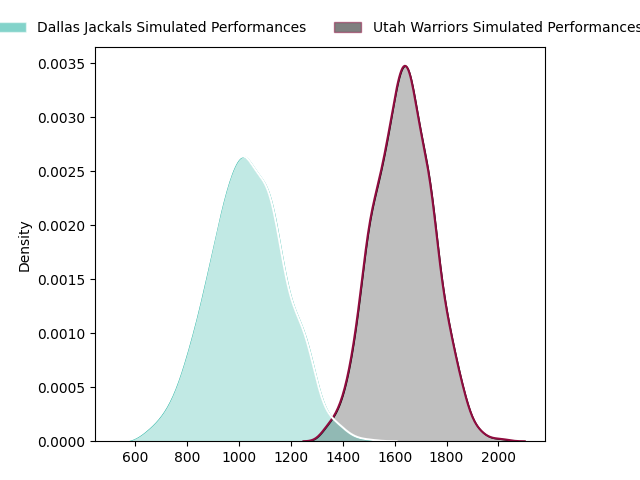 Dallas Jackals Simulated Performances
Utah Warriors Simulated Performances
0.0035
0.0030
0.0025
0.0020
0.0015
0.0010
0.0005
0.0000
Density
600 800 1000 1200 1400 1600 1800 2000